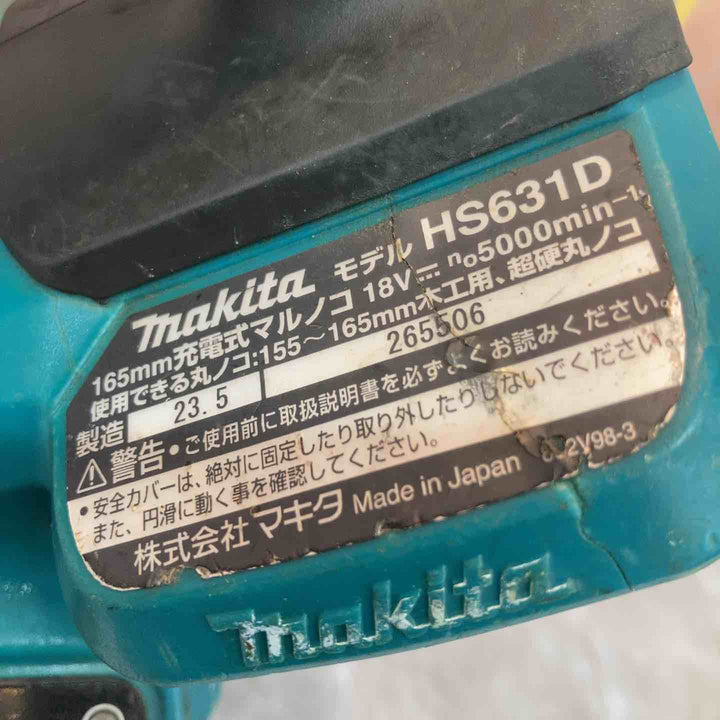 makita モデル HS631D
165mm充電式マルノコ 18V⎓ n₀5000min⁻¹
使用できる丸ノコ:155～165mm木工用、超硬丸ノコ
製造 23.5 265506
⚠警告・ご使用前に取扱説明書を必ずよくお読みください。
・安全カバーは、絶対に固定したり取り外したりしないでください。
また、円滑に動く事を確認してください。
2V98-3
株式会社 マキタ Made in Japan
makita